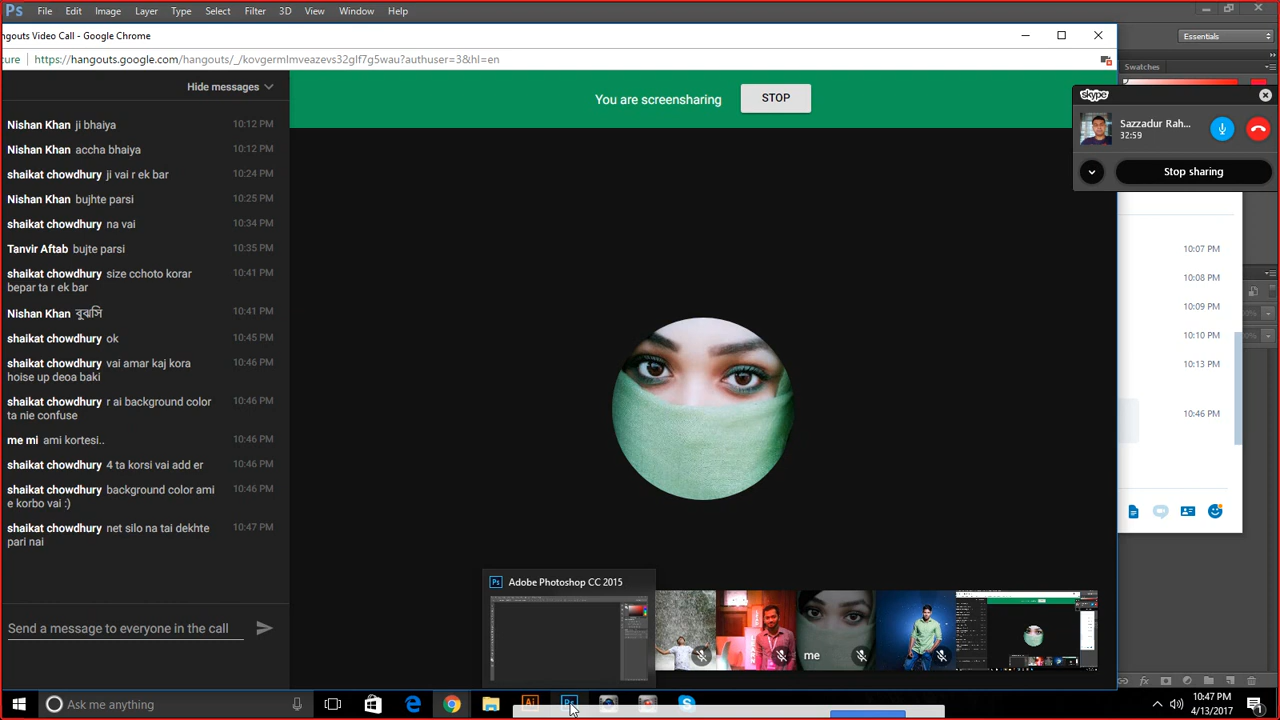 Ps File Edit Image Layer Type Select Filter 3D View Window Help
ngouts Video Call - Google Chrome
Essentials
cure https://hangouts.google.com/hangouts/_/kovgermlmveazevs32glf7g5wau?authuser=3&hl=en
Swatches
Hide messages
You are screensharing STOP
skype
Sazzadur Rah...
32:59
Stop sharing
Nishan Khan ji bhaiya 10:12 PM
Nishan Khan accha bhaiya 10:12 PM
shaikat chowdhury ji vai r ek bar 10:24 PM
Nishan Khan bujhte parsi 10:25 PM
shaikat chowdhury na vai 10:34 PM
Tanvir Aftab bujte parsi 10:35 PM
shaikat chowdhury size cchoto korar 10:41 PM
bepar ta r ek bar
Nishan Khan বুঝসি 10:41 PM
shaikat chowdhury ok 10:45 PM
shaikat chowdhury vai amar kaj kora 10:46 PM
hoise up deoa baki
shaikat chowdhury r ai background color 10:46 PM
ta nie confuse
me mi ami kortesi.. 10:46 PM
shaikat chowdhury 4 ta korsi vai add er 10:46 PM
shaikat chowdhury background color ami 10:46 PM
e korbo vai :)
shaikat chowdhury net silo na tai dekhte 10:47 PM
pari nai
10:07 PM
10:08 PM
10:09 PM
10:10 PM
10:13 PM
10:46 PM
Ps Adobe Photoshop CC 2015
Send a message to everyone in the call
me
fx
Ask me anything
Ai
Ps
10:47 PM
4/13/2017
1